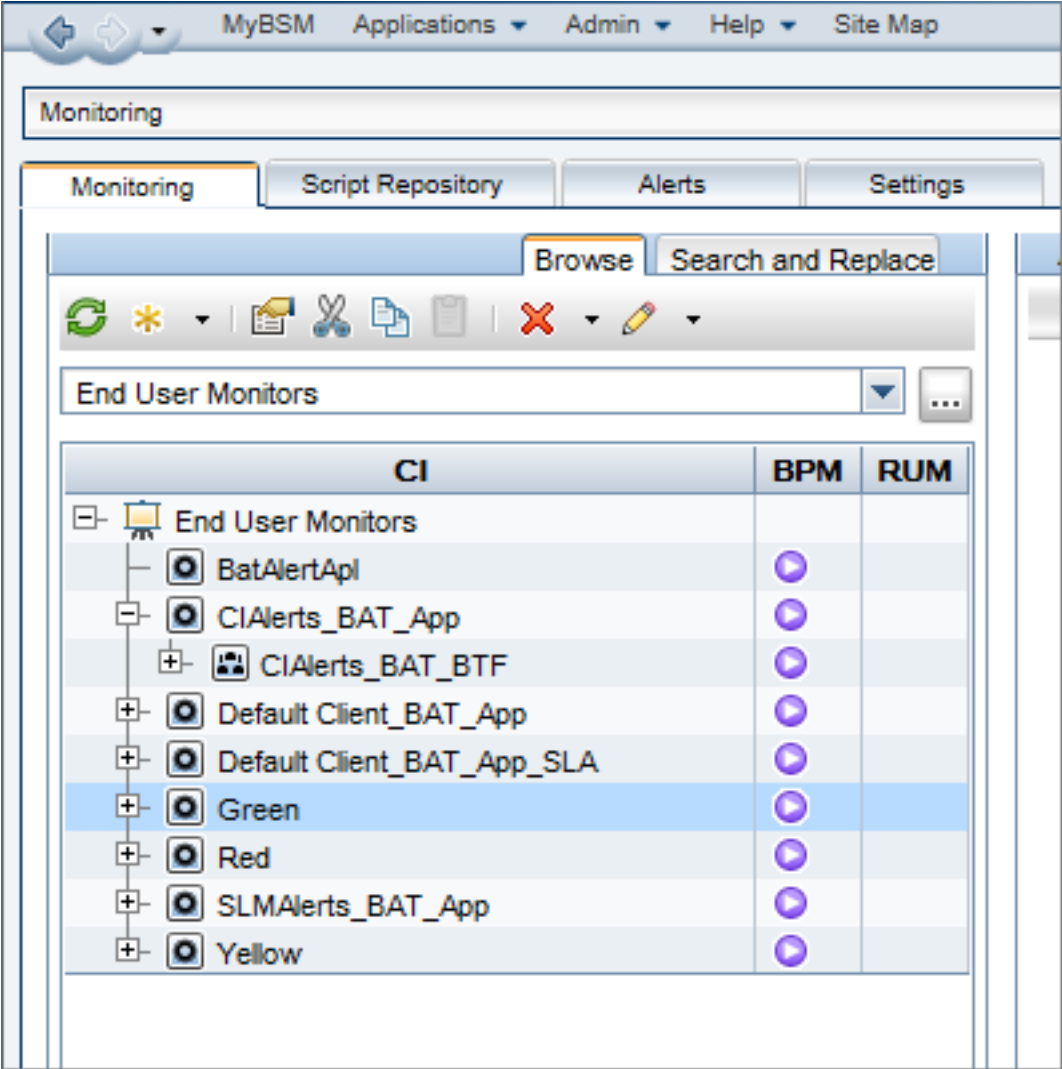 MyBSM Applications Admin Help Site Map
Monitoring
Monitoring Script Repository Alerts Settings
Browse Search and Replace
End User Monitors ...
CI BPM RUM
End User Monitors
BatAlertApl
CIAlerts_BAT_App
CIAlerts_BAT_BTF
Default Client_BAT_App
Default Client_BAT_App_SLA
Green
Red
SLMAlerts_BAT_App
Yellow